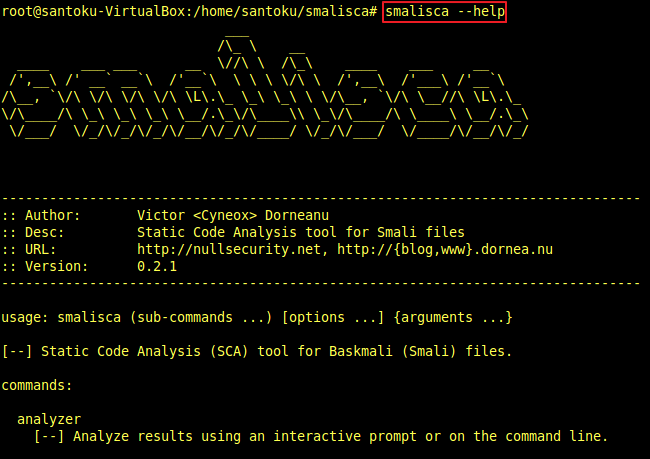 root@santoku-VirtualBox:/home/santoku/smalisca# smalisca --help
smalisca
--------------------------------------------------------------------------------
:: Author:       Victor <Cyneox> Dorneanu
:: Desc:         Static Code Analysis tool for Smali files
:: URL:          http://nullsecurity.net, http://{blog,www}.dornea.nu
:: Version:      0.2.1
--------------------------------------------------------------------------------
usage: smalisca (sub-commands ...) [options ...] {arguments ...}
[--] Static Code Analysis (SCA) tool for Baskmali (Smali) files.
commands:
analyzer
[--] Analyze results using an interactive prompt or on the command line.